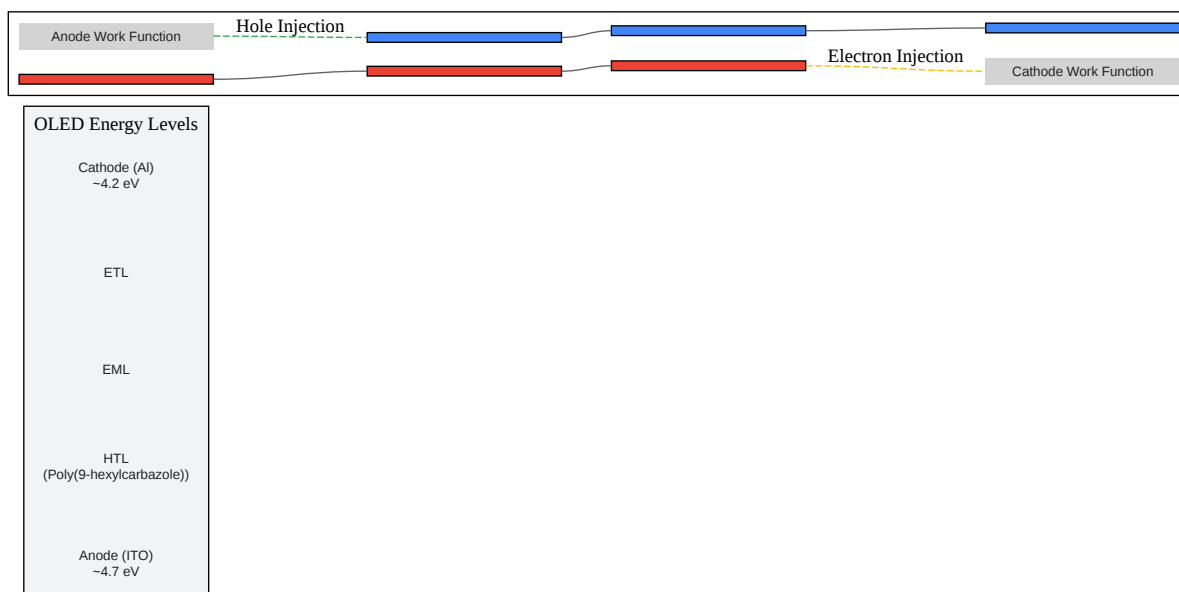 Anode Work Function
Hole Injection
Electron Injection
Cathode Work Function
OLED Energy Levels
Cathode (Al)
~4.2 eV
ETL
EML
HTL
(Poly(9-hexylcarbazole))
Anode (ITO)
~4.7 eV